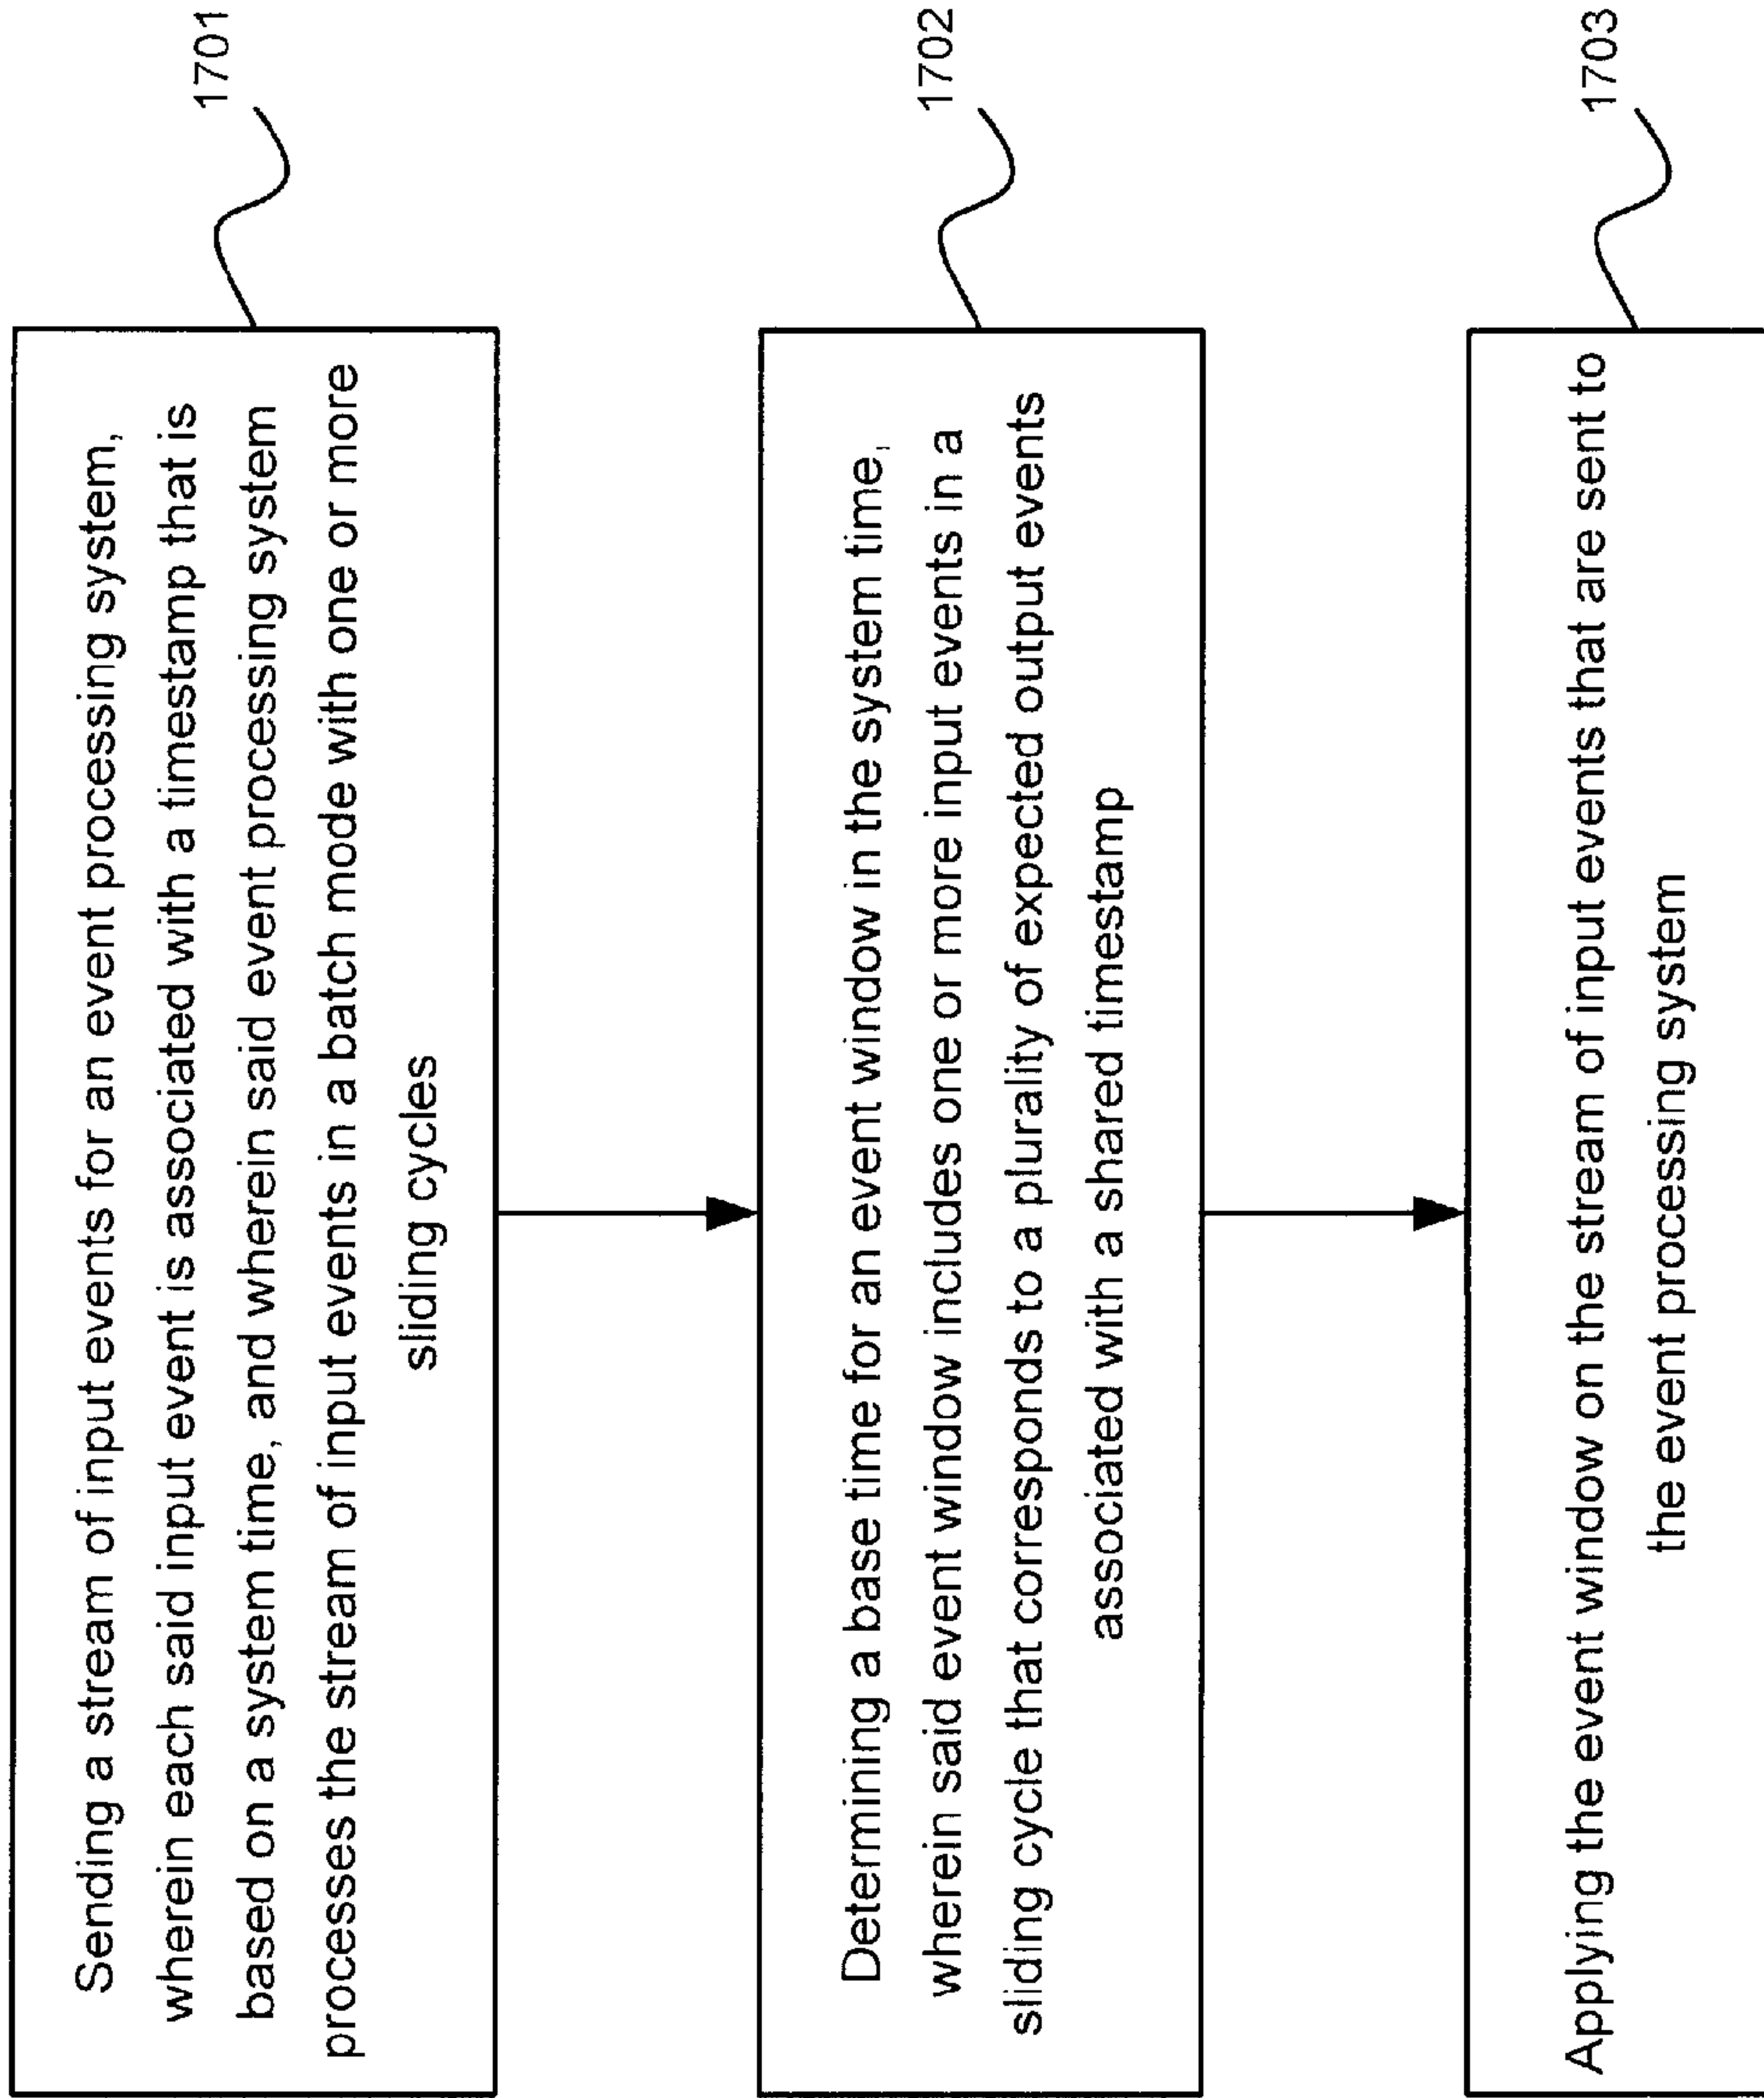 Sending a stream of input events for an event processing system,
wherein each said input event is associated with a timestamp that is
based on a system time, and wherein said event processing system
processes the stream of input events in a batch mode with one or more
sliding cycles
1701
Determining a base time for an event window in the system time,
wherein said event window includes one or more input events in a
sliding cycle that corresponds to a plurality of expected output events
associated with a shared timestamp
1702
Applying the event window on the stream of input events that are sent to
the event processing system
1703